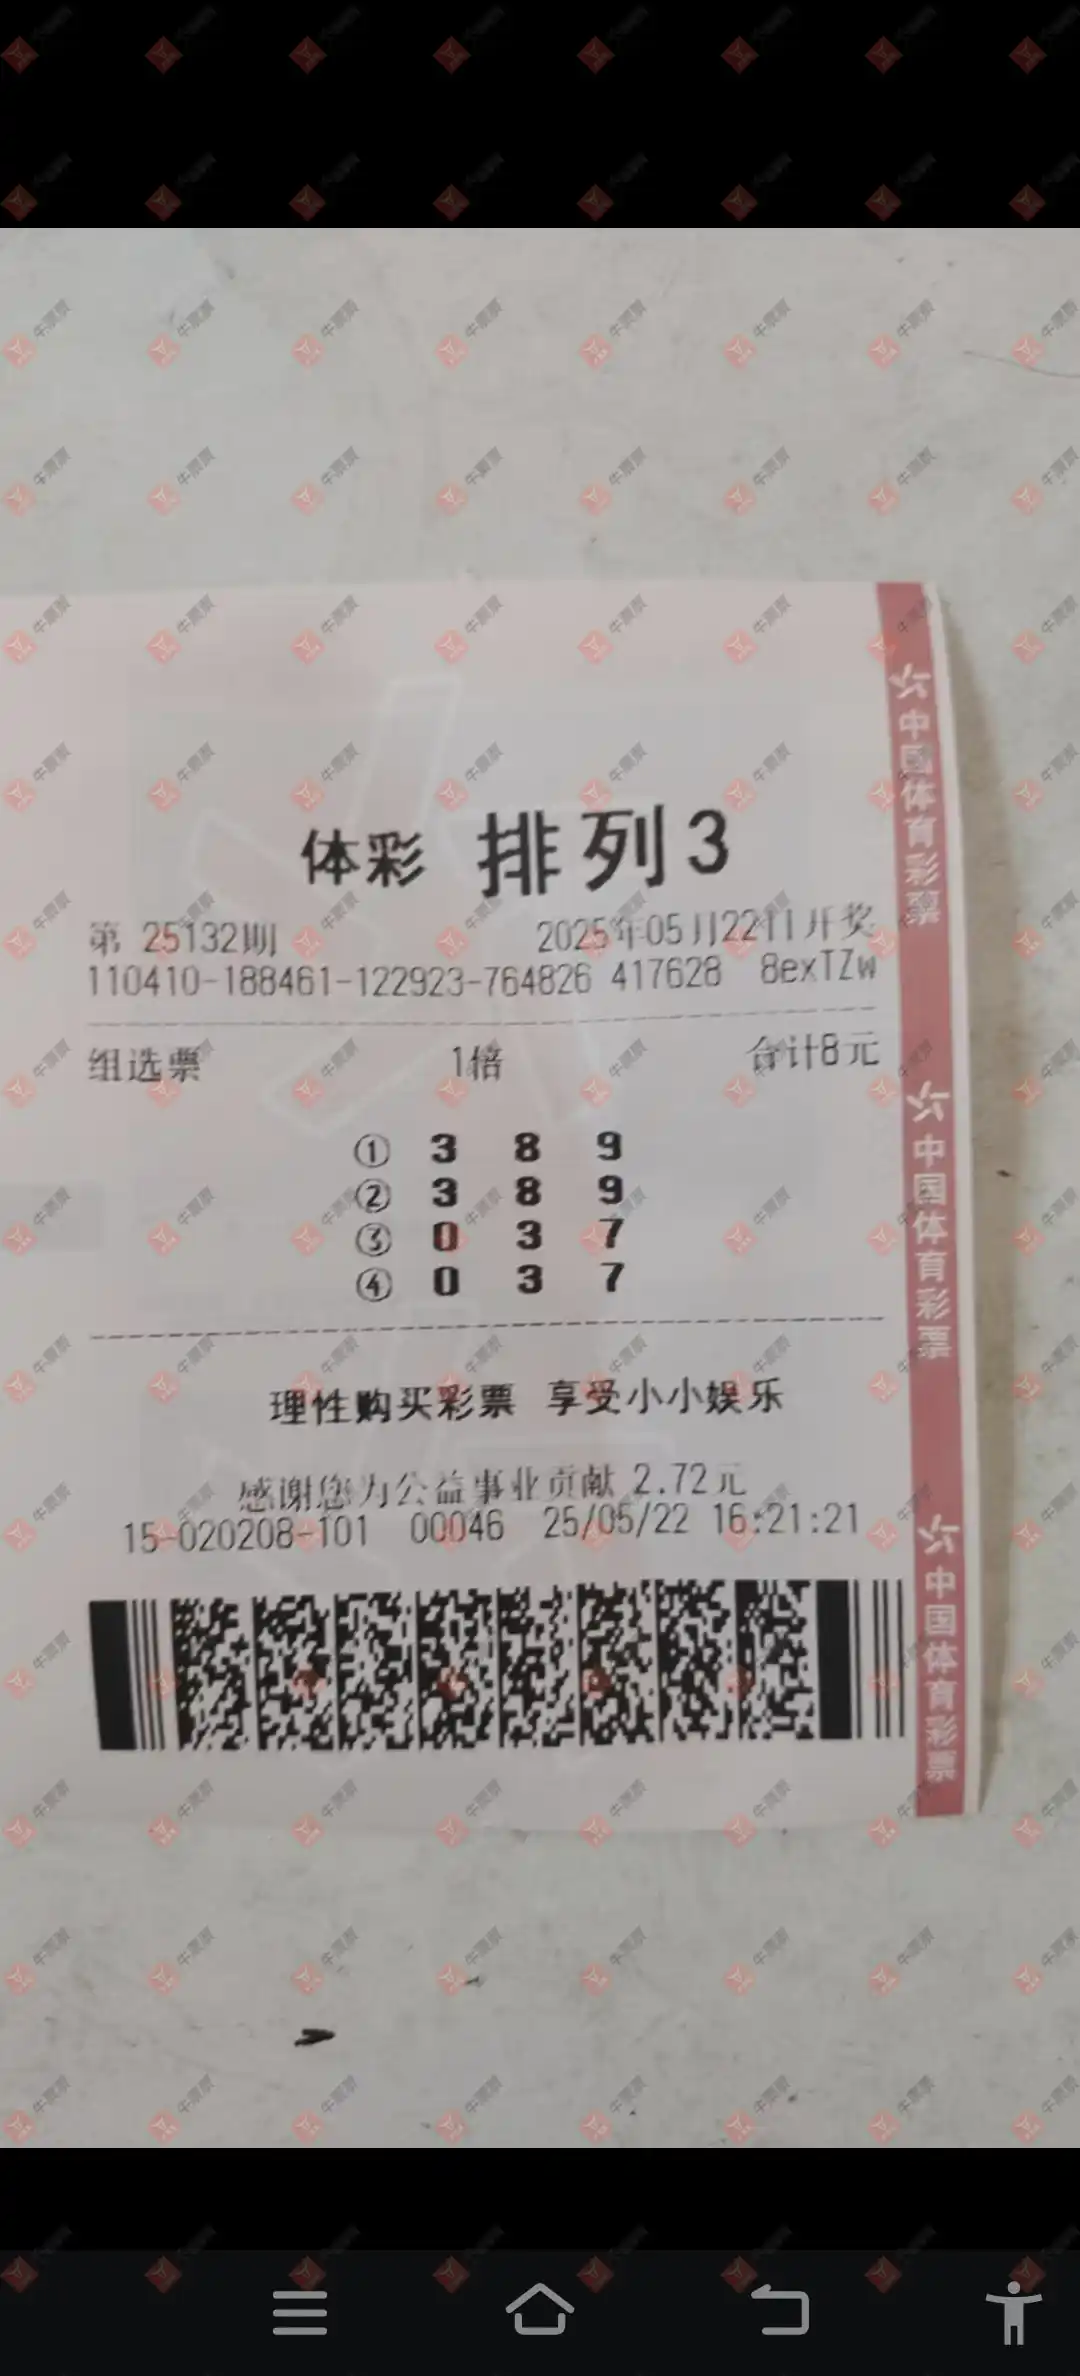 体彩 排列3
第 25132期 2025年05月22日开奖
110410-188461-122923-764826 417628 8exTZw
组选票 1倍 合计8元
① 3 8 9
② 3 8 9
③ 0 3 7
④ 0 3 7
理性购买彩票 享受小小娱乐
感谢您为公益事业贡献 2.72元
15-020208-101 00046 25/05/22 16:21:21
中國体育彩票
中国体育彩票
中国体育彩票
牛票票